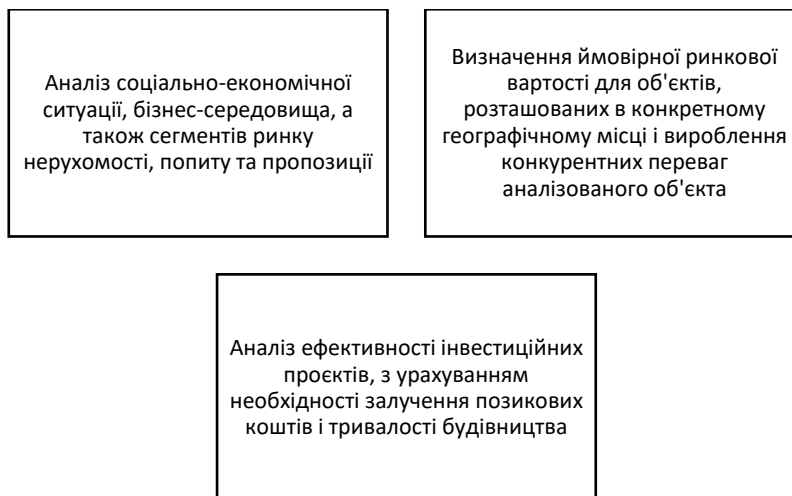 Аналіз соціально-економічної
ситуації, бізнес-середовища, а
також сегментів ринку
нерухомості, попиту та пропозиції
Визначення ймовірної ринкової
вартості для об'єктів,
розташованих в конкретному
географічному місці і вироблення
конкурентних переваг
аналізованого об'єкта
Аналіз ефективності інвестиційних
проєктів, з урахуванням
необхідності залучення позикових
коштів і тривалості будівництва